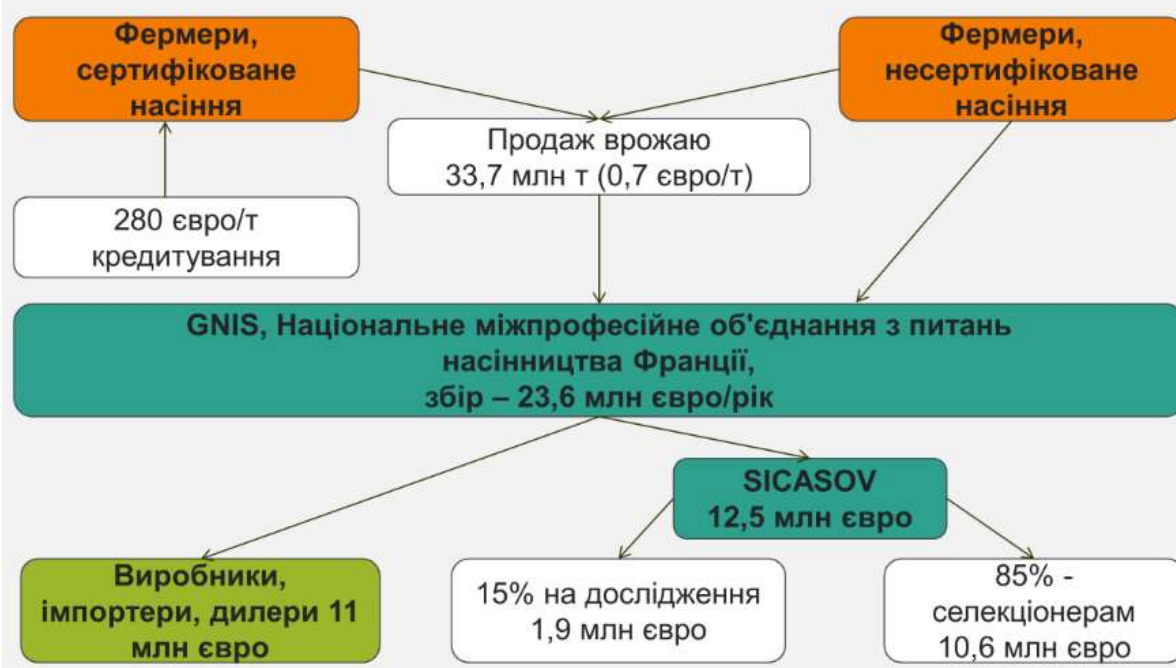 Фермери,
сертифіковане
насіння
Фермери,
несертифіковане
насіння
Продаж врожаю
33,7 млн т (0,7 євро/т)
280 євро/т
кредитування
GNIS, Національне міжпрофесійне об'єднання з питань
насінництва Франції,
збір – 23,6 млн євро/рік
SICASOV
12,5 млн євро
Виробники,
імпортери, дилери 11
млн євро
15% на дослідження
1,9 млн євро
85% -
селекціонерам
10,6 млн євро